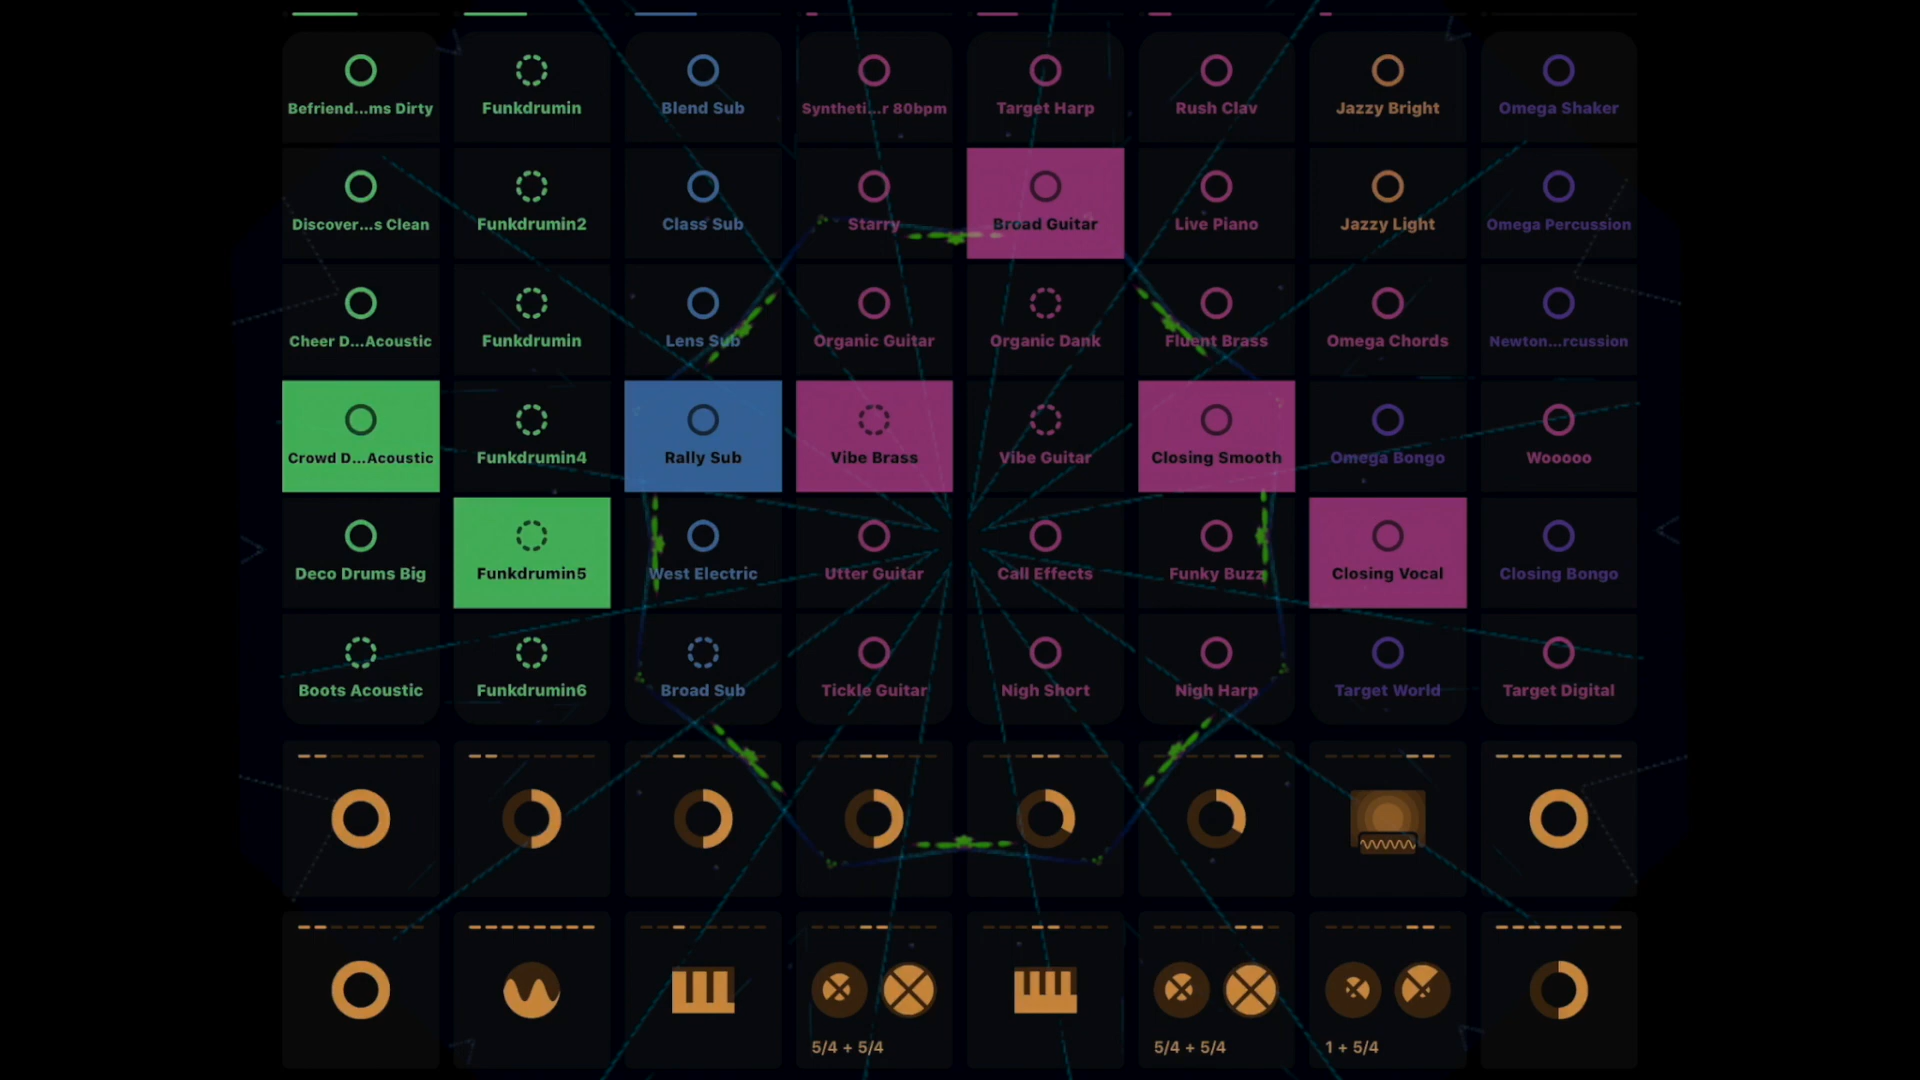 Befriend...ms Dirty
Funkdrumin
Blend Sub
Syntheti...r 80bpm
Target Harp
Rush Clav
Jazzy Bright
Omega Shaker
Discover...s Clean
Funkdrumin2
Class Sub
Starry
Broad Guitar
Live Piano
Jazzy Light
Omega Percussion
Cheer D...Acoustic
Funkdrumin
Lens Sub
Organic Guitar
Organic Dank
Fluent Brass
Omega Chords
Newton...rcussion
Crowd D...Acoustic
Funkdrumin4
Rally Sub
Vibe Brass
Vibe Guitar
Closing Smooth
Omega Bongo
Wooooo
Deco Drums Big
Funkdrumin5
West Electric
Utter Guitar
Call Effects
Funky Buzz
Closing Vocal
Closing Bongo
Boots Acoustic
Funkdrumin6
Broad Sub
Tickle Guitar
Nigh Short
Nigh Harp
Target World
Target Digital
5/4 + 5/4
5/4 + 5/4
1 + 5/4